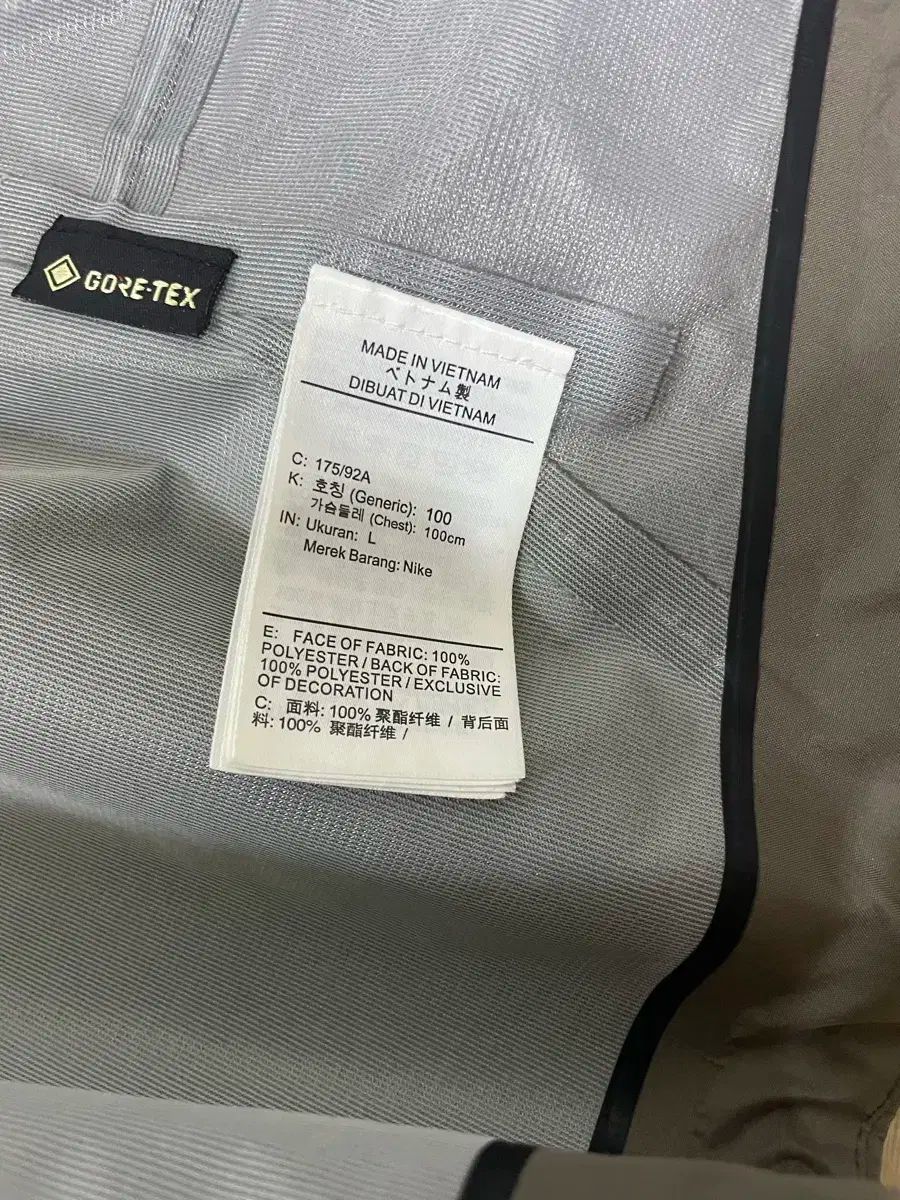 GORE-TEX
MADE IN VIETNAM
ベトナム製
DIBUAT DI VIETNAM
C: 175/92A
K: 호칭 (Generic): 100
가슴둘레 (Chest): 100cm
IN: Ukuran: L
Merek Barang: Nike
E: FACE OF FABRIC: 100%
POLYESTER / BACK OF FABRIC:
100% POLYESTER / EXCLUSIVE
OF DECORATION
C: 面料: 100% 聚酯纤维 / 背后面
料: 100% 聚酯纤维 /